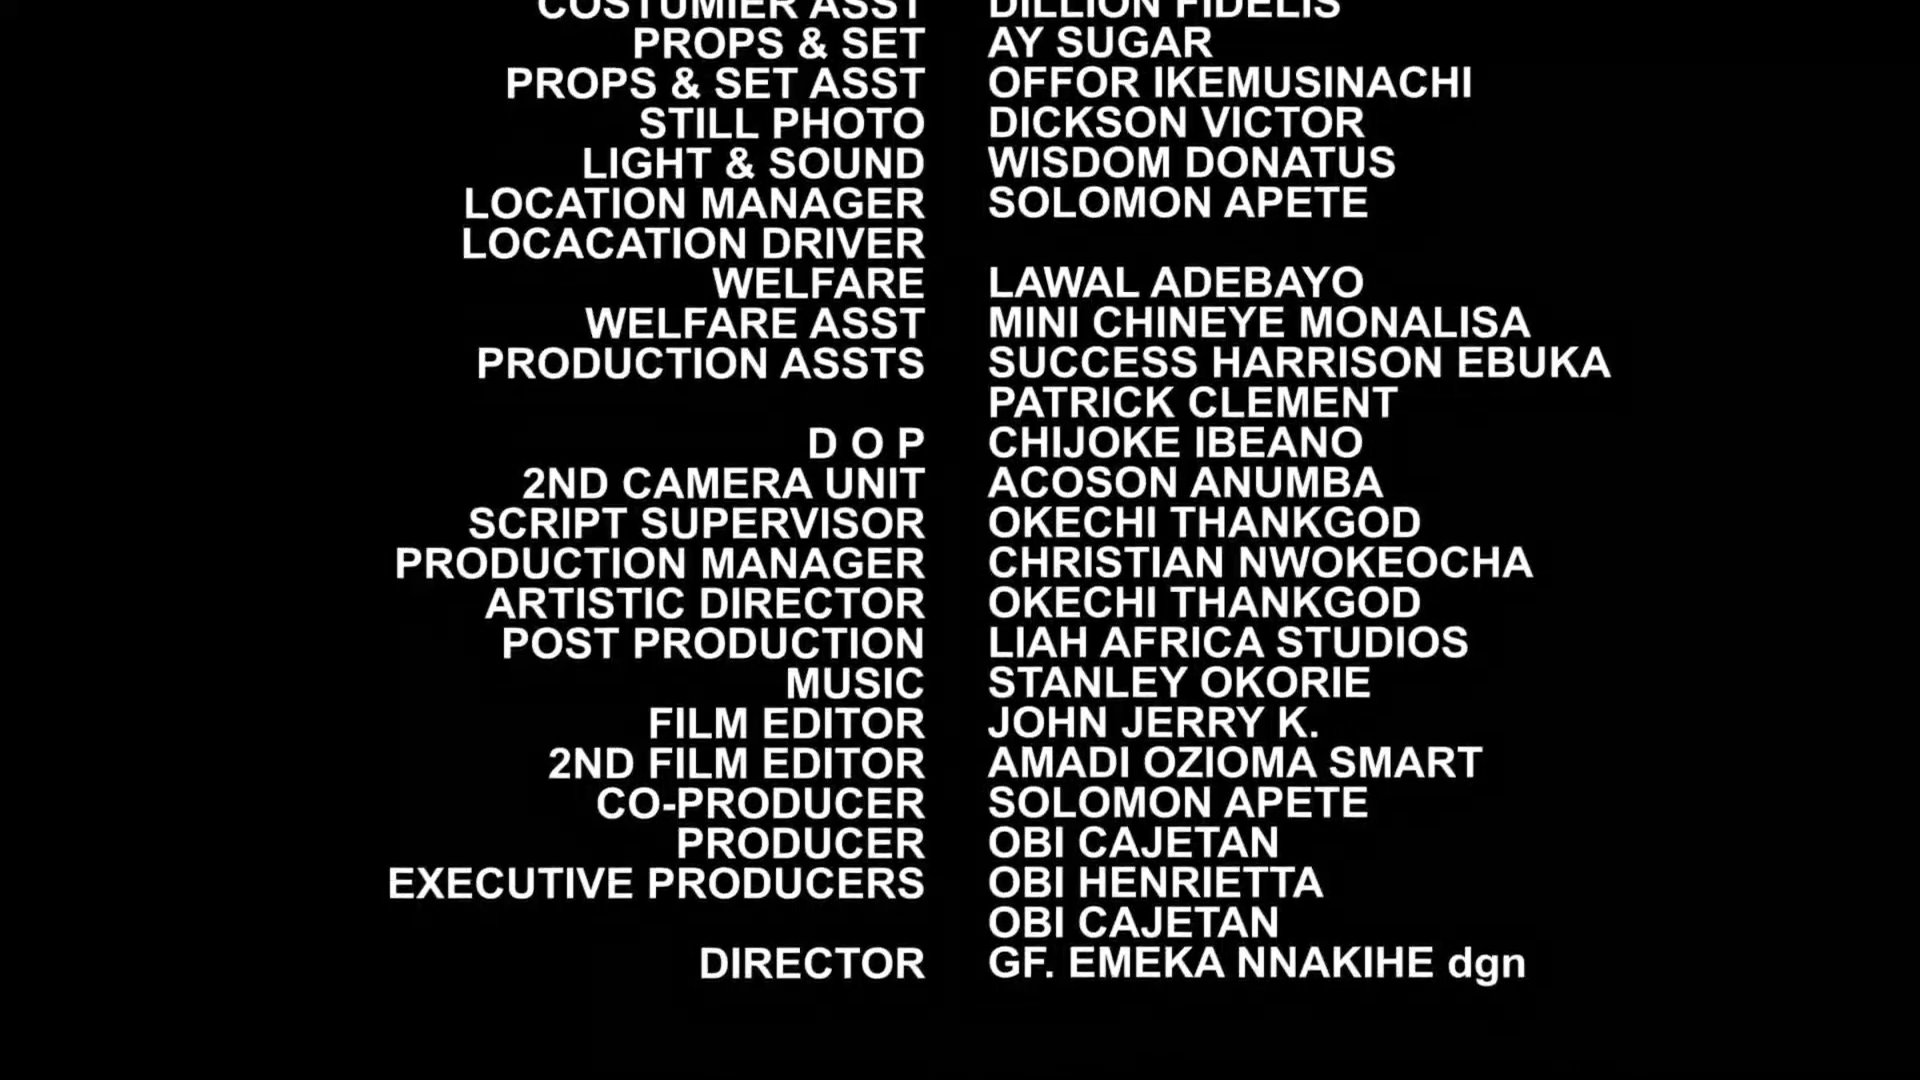 COSTUMIER ASST DILLION FIDELIS
PROPS & SET AY SUGAR
PROPS & SET ASST OFFOR IKEMUSINACHI
STILL PHOTO DICKSON VICTOR
LIGHT & SOUND WISDOM DONATUS
LOCATION MANAGER SOLOMON APETE
LOCACATION DRIVER
WELFARE LAWAL ADEBAYO
WELFARE ASST MINI CHINEYE MONALISA
PRODUCTION ASSTS SUCCESS HARRISON EBUKA
PATRICK CLEMENT
D O P CHIJOKE IBEANO
2ND CAMERA UNIT ACOSON ANUMBA
SCRIPT SUPERVISOR OKECHI THANKGOD
PRODUCTION MANAGER CHRISTIAN NWOKEOCHA
ARTISTIC DIRECTOR OKECHI THANKGOD
POST PRODUCTION LIAH AFRICA STUDIOS
MUSIC STANLEY OKORIE
FILM EDITOR JOHN JERRY K.
2ND FILM EDITOR AMADI OZIOMA SMART
CO-PRODUCER SOLOMON APETE
PRODUCER OBI CAJETAN
EXECUTIVE PRODUCERS OBI HENRIETTA
OBI CAJETAN
DIRECTOR GF. EMEKA NNAKIHE dgn